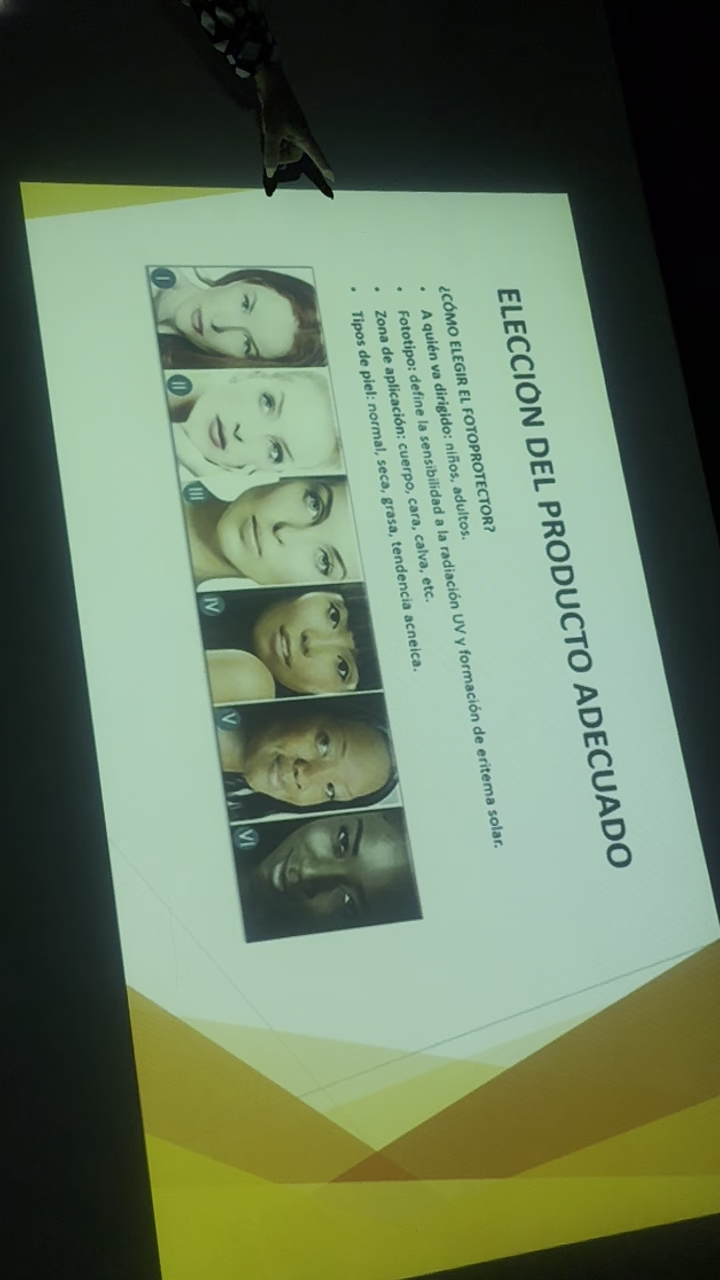 ELECCIÓN DEL PRODUCTO ADECUADO
¿CÓMO ELEGIR EL FOTOPROTECTOR?
• A quién va dirigido: niños, adultos.
• Fototipo: define la sensibilidad a la radiación UV y formación de eritema solar.
• Zona de aplicación: cuerpo, cara, calva, etc.
• Tipos de piel: normal, seca, grasa, tendencia acneica.
I II III IV V VI